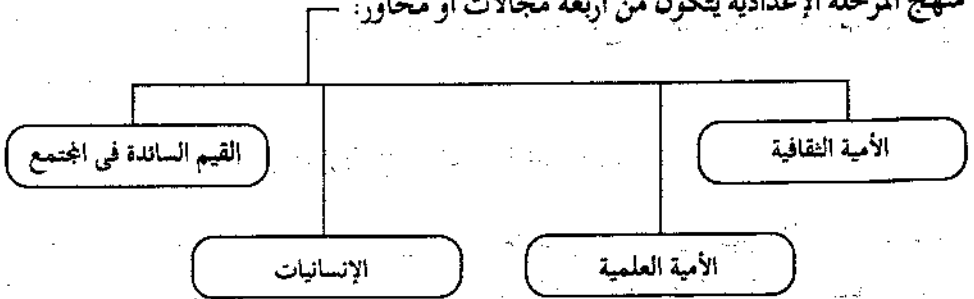 منهج المرحلة الإعدادية يتكون من أربعة مجالات أو محاور:
الأمية الثقافية
القيم السائدة فى المجتمع
الأمية العلمية
الإنسانيات